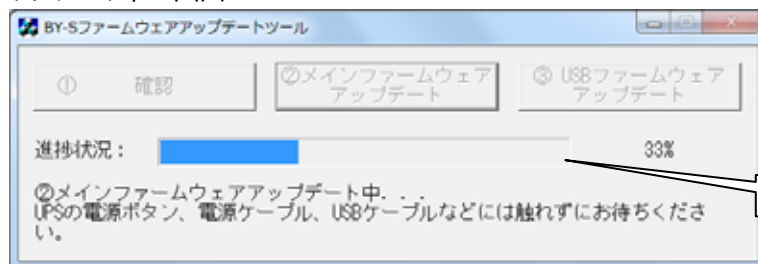 BY-Sファームウェアアップデートツール
① 確認
②メインファームウェア
アップデート
③ USBファームウェア
アップデート
進捗状況: 33%
②メインファームウェアアップデート中...
UPSの電源ボタン、電源ケーブル、USBケーブルなどには触れずにお待ちくださ
い。